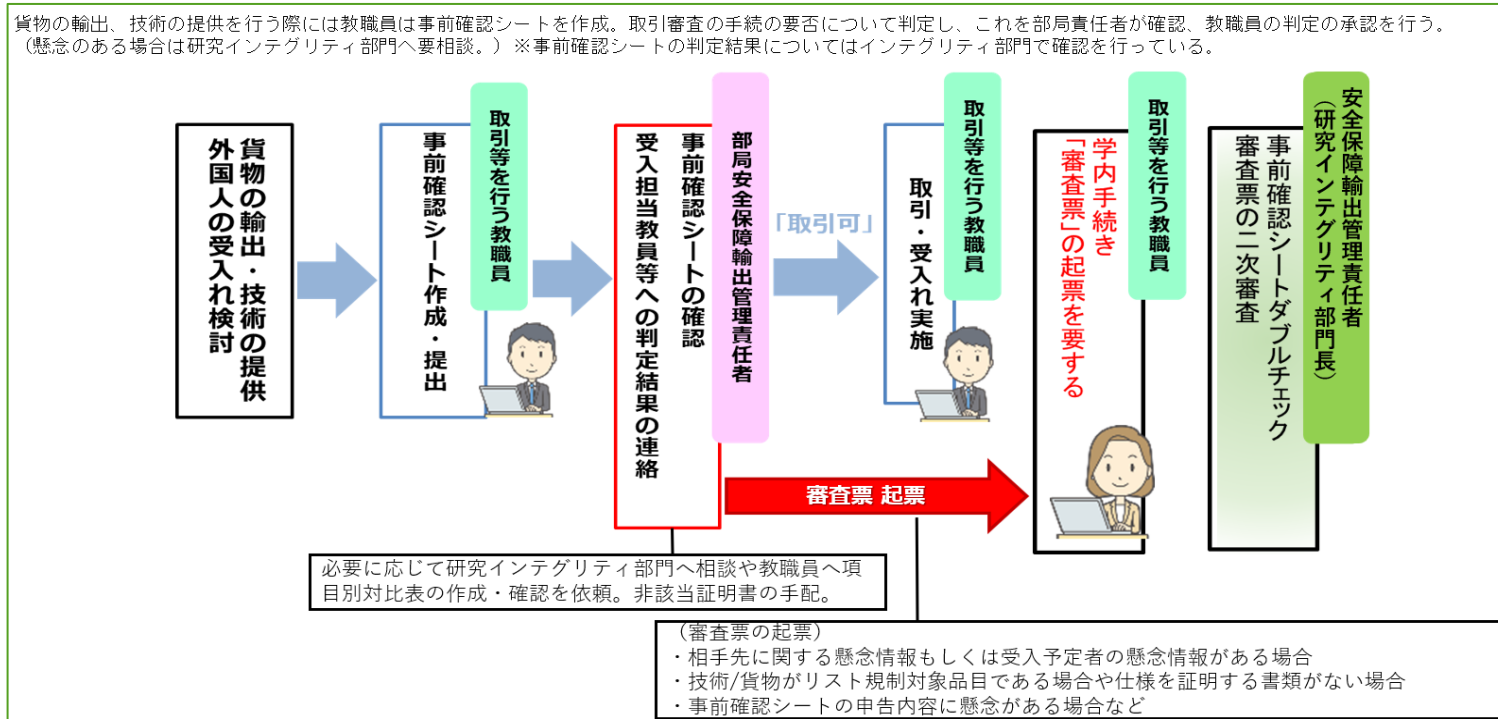 貨物の輸出、技術の提供を行う際には教職員は事前確認シートを作成。取引審査の手続の要否について判定し、これを部局責任者が確認、教職員の判定の承認を行う。
（懸念のある場合は研究インテグリティ部門へ要相談。）※事前確認シートの判定結果についてはインテグリティ部門で確認を行っている。
貨物の輸出・技術の提供
外国人の受入れ検討
取引等を行う教職員
事前確認シート作成・提出
部局安全保障輸出管理責任者
事前確認シートの確認
受入担当教員等への判定結果の連絡
「取引可」
取引等を行う教職員
取引・受入れ実施
取引等を行う教職員
学内手続き
「審査票」の起票を要する
安全保障輸出管理責任者
（研究インテグリティ部門長）
事前確認シートダブルチェック
審査票の二次審査
審査票 起票
必要に応じて研究インテグリティ部門へ相談や教職員へ項
目別対比表の作成・確認を依頼。非該当証明書の手配。
（審査票の起票）
・相手先に関する懸念情報もしくは受入予定者の懸念情報がある場合
・技術/貨物がリスト規制対象品目である場合や仕様を証明する書類がない場合
・事前確認シートの申告内容に懸念がある場合など